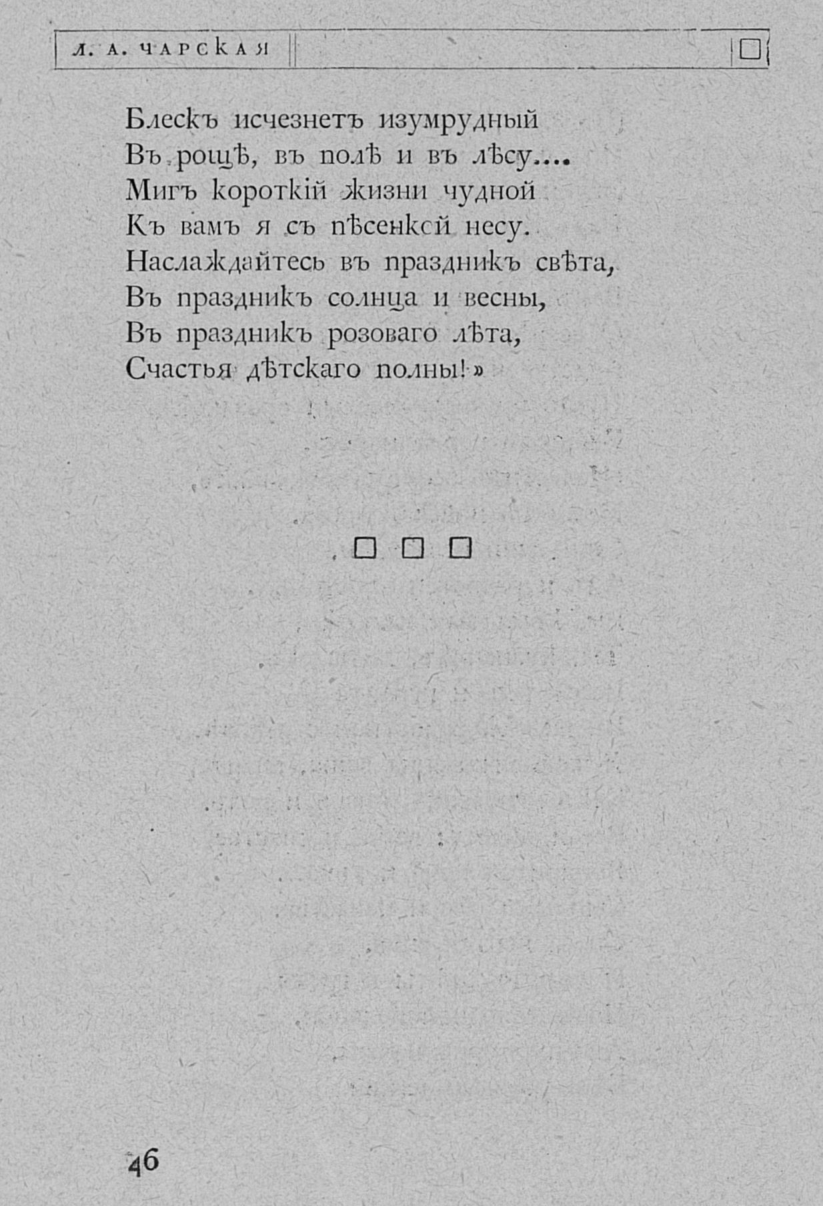 Л. А. ЧАРСКАЯ
Блескъ исчезнетъ изумрудный
Въ рощѣ, въ полѣ и въ лѣсу....
Мигъ короткій жизни чудной
Къ вамъ я съ пѣсенкой несу.
Наслаждайтесь въ праздникъ свѣта,
Въ праздникъ солнца и весны,
Въ праздникъ розоваго лѣта,
Счастья дѣтскаго полны!»
46